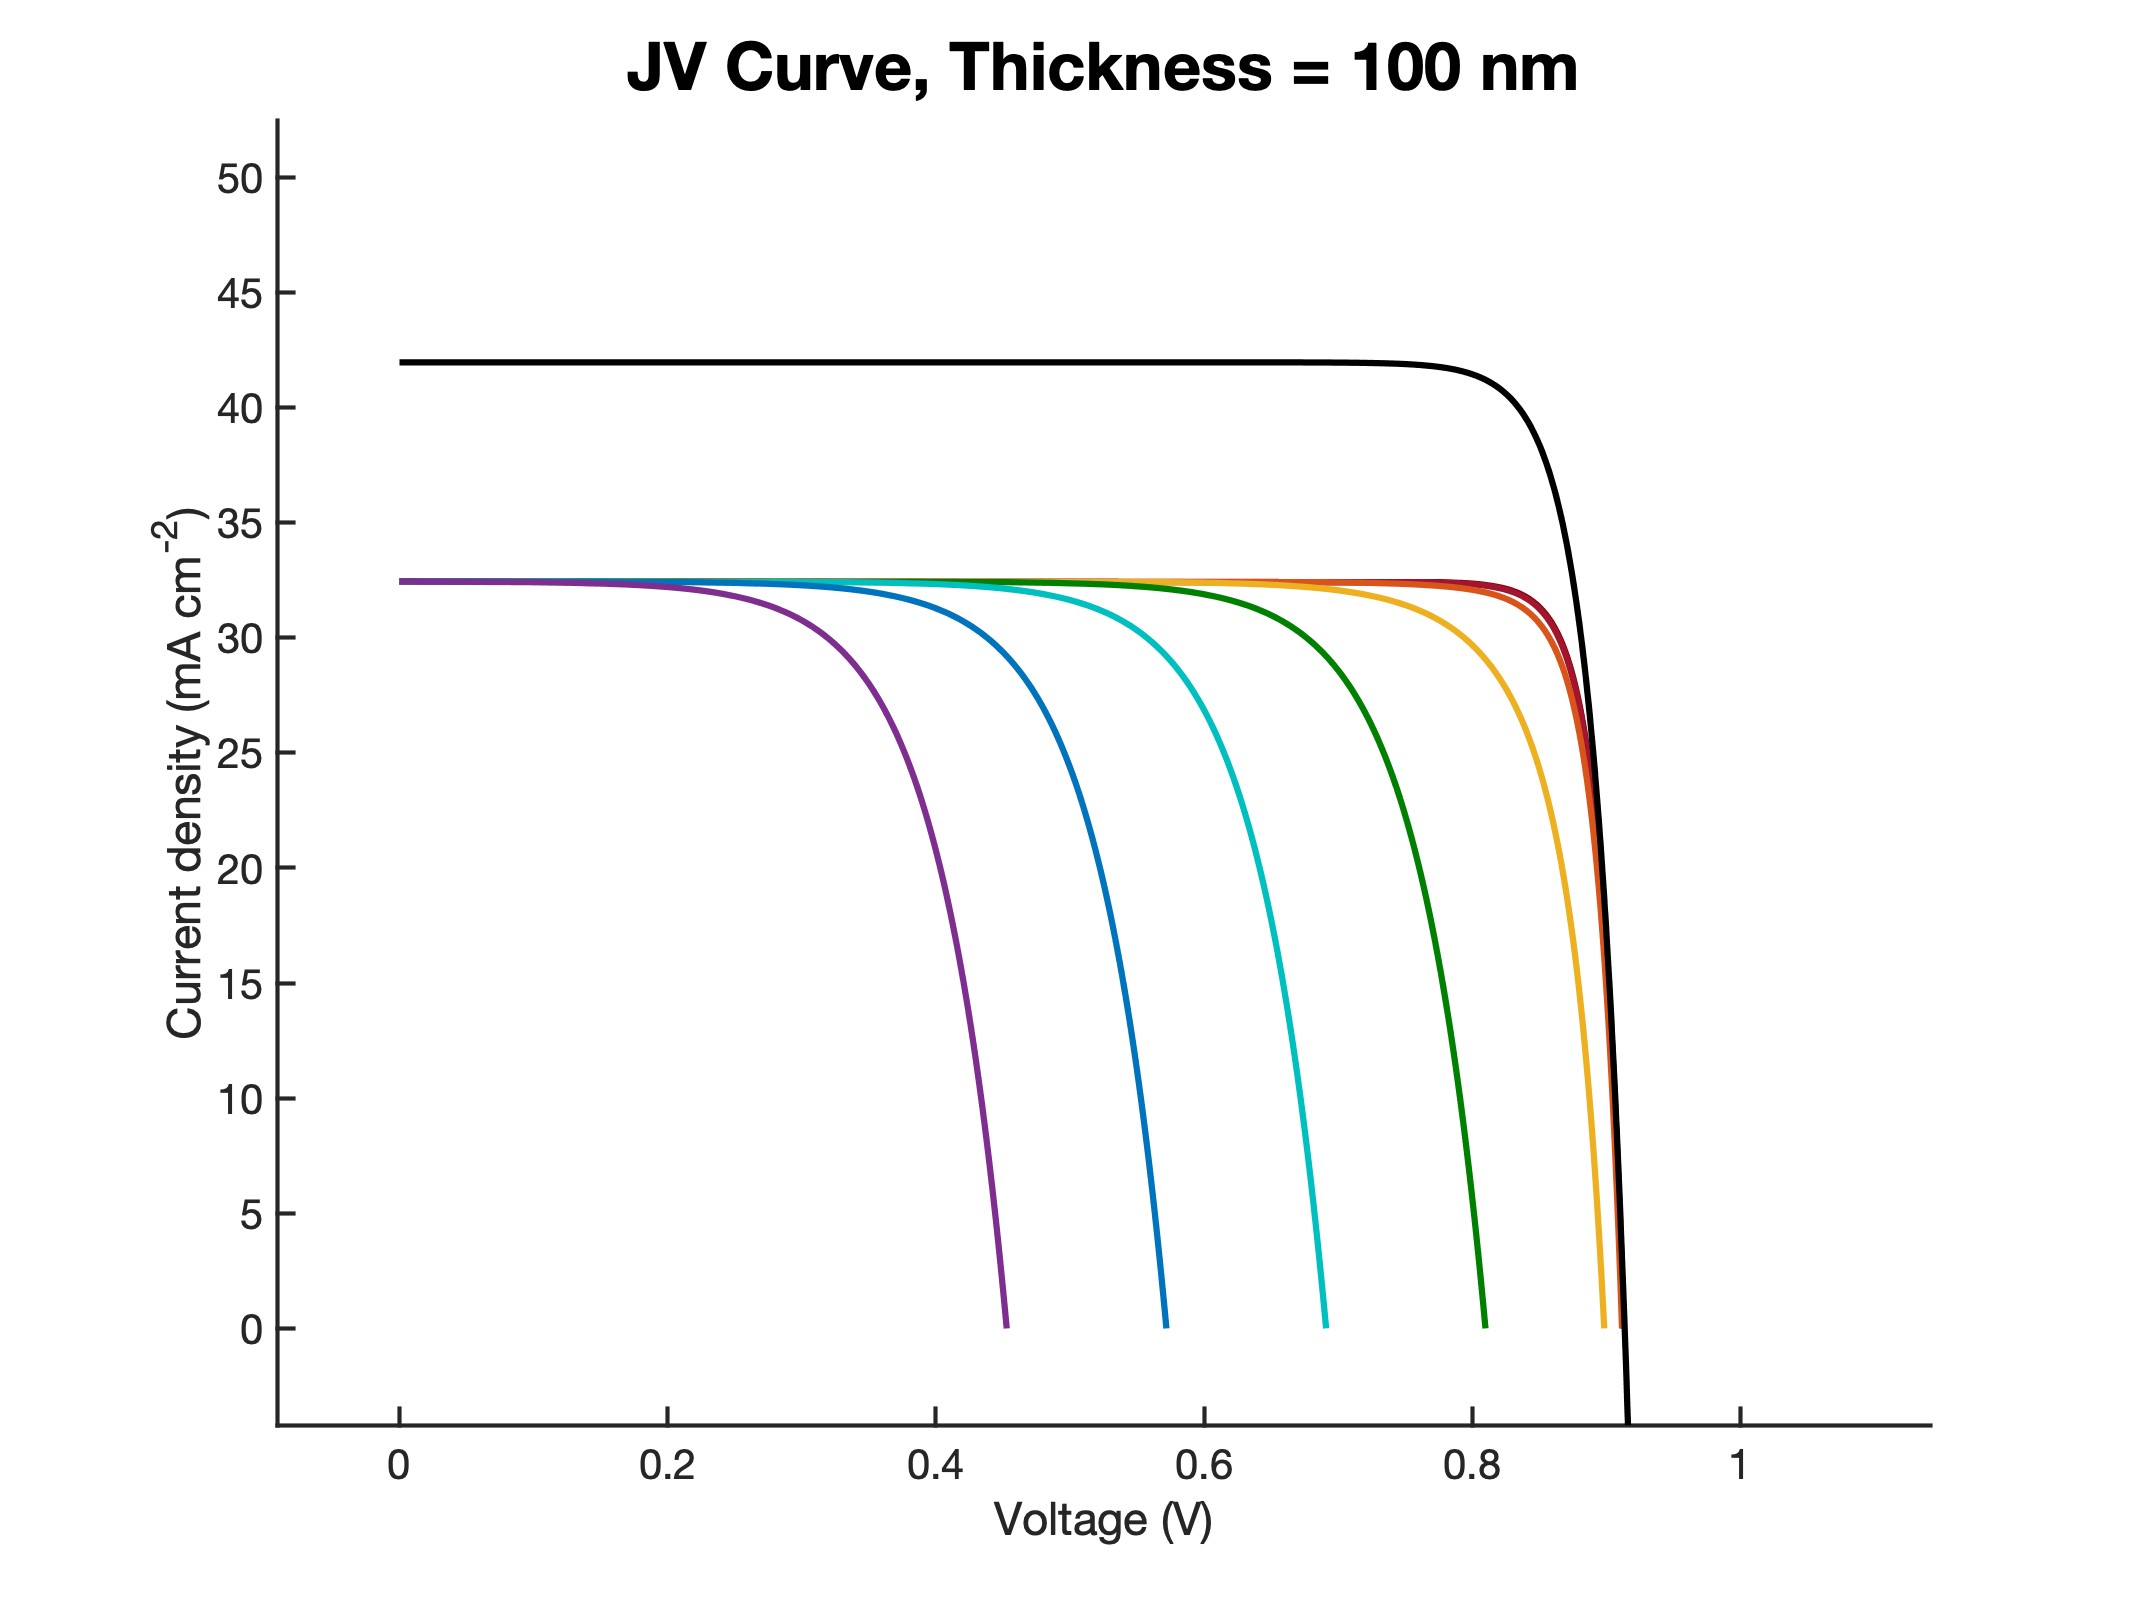 JV Curve, Thickness = 100 nm
50
45
40
35
30
25
20
15
10
5
0
Current density (mA cm⁻²)
0 0.2 0.4 0.6 0.8 1
Voltage (V)